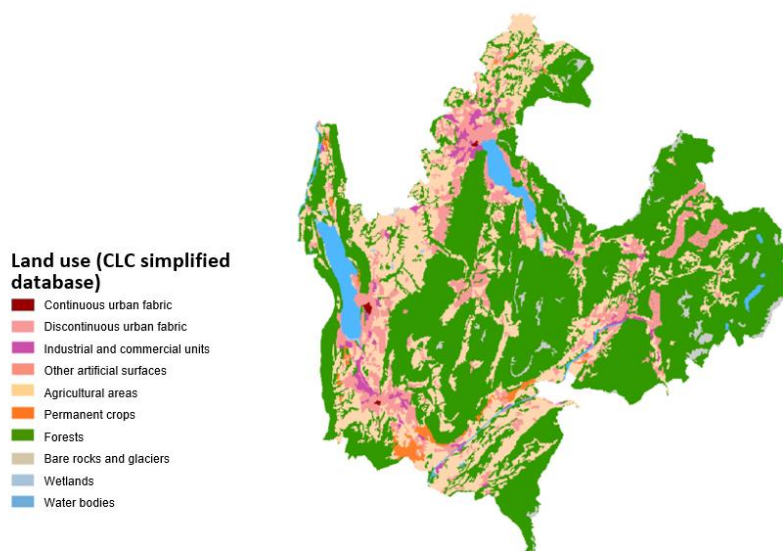 Land use (CLC simplified
database)
Continuous urban fabric
Discontinuous urban fabric
Industrial and commercial units
Other artificial surfaces
Agricultural areas
Permanent crops
Forests
Bare rocks and glaciers
Wetlands
Water bodies